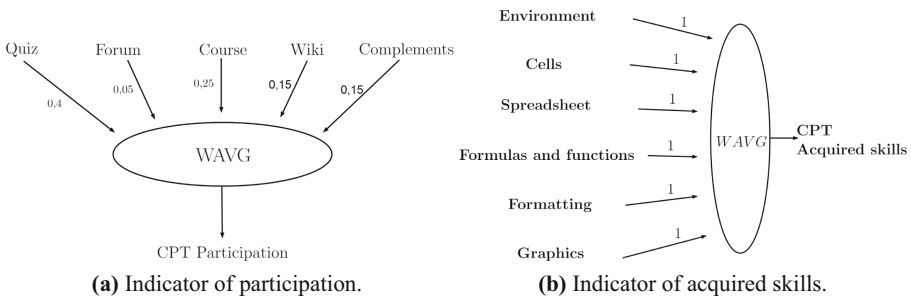 Quiz Forum Course Wiki Complements
0,4 0,05 0,25 0,15 0,15
WAVG
CPT Participation
(a) Indicator of participation.
Environment 1
Cells 1
Spreadsheet 1
Formulas and functions 1
Formatting 1
Graphics 1
WAVG
CPT
Acquired skills
(b) Indicator of acquired skills.